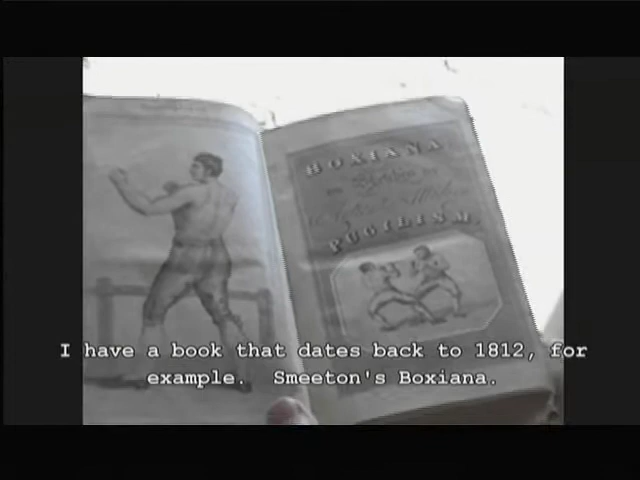 BOXIANA
PUGILISM.
I have a book that dates back to 1812, for
example. Smeeton's Boxiana.